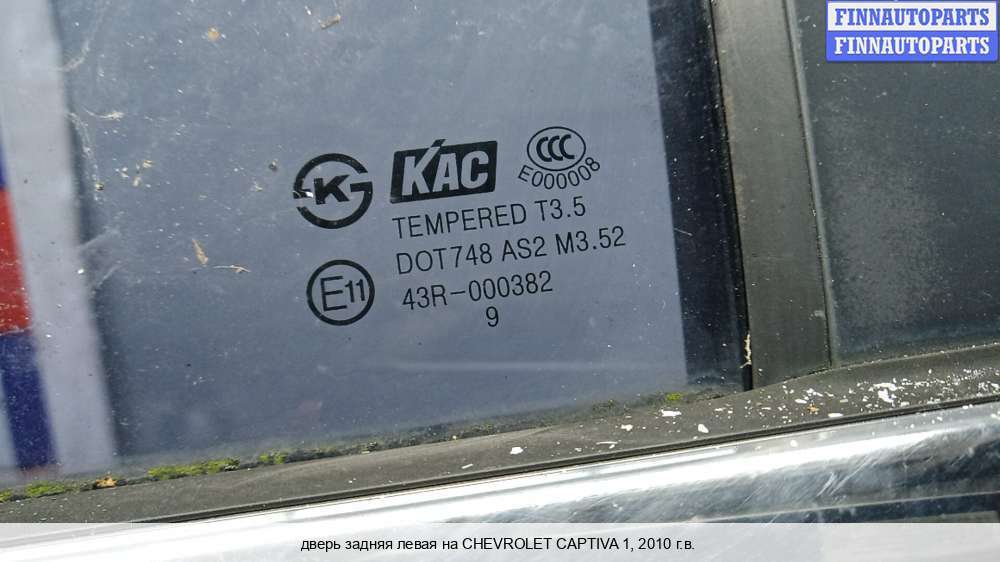 FINNAUTOPARTS
FINNAUTOPARTS
K
KAC
CCC
E000008
TEMPERED T3.5
DOT748 AS2 M3.52
E11
43R-000382
9
дверь задняя левая на CHEVROLET CAPTIVA 1, 2010 г.в.